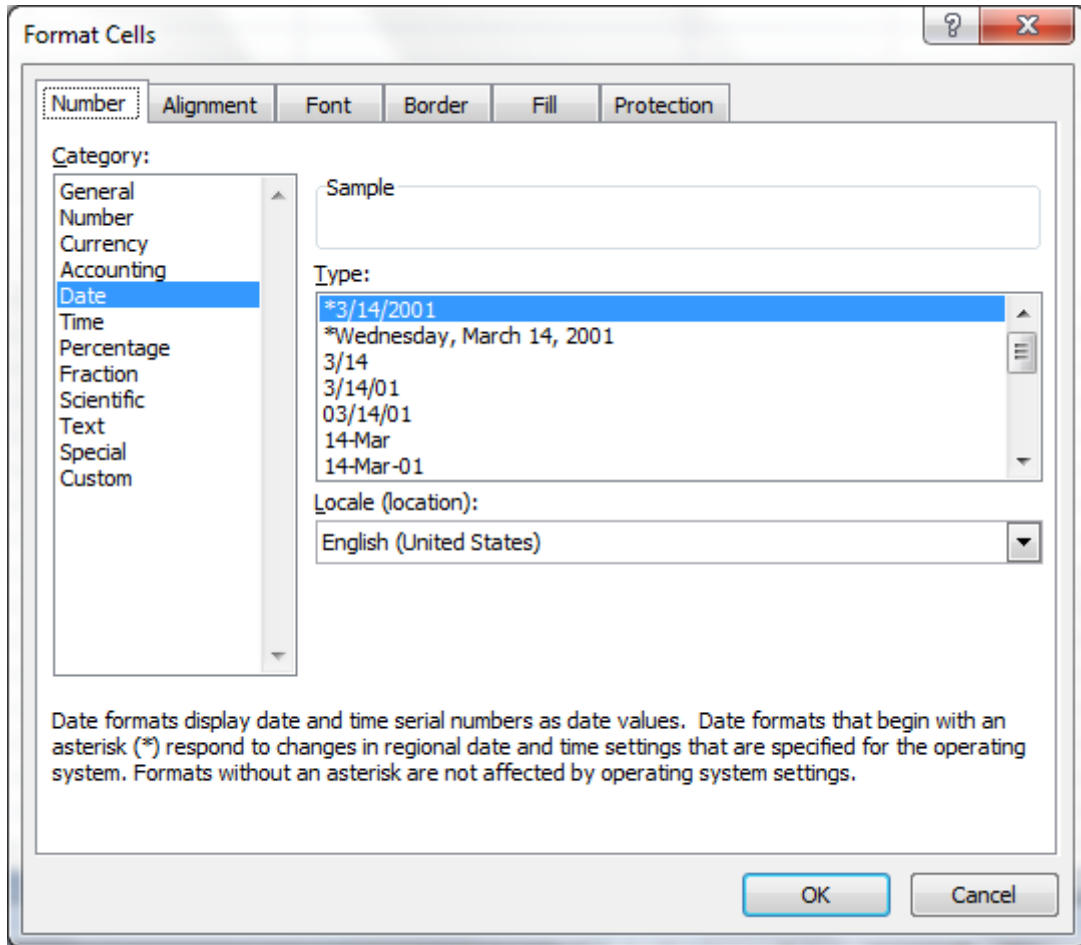 Format Cells
Number Alignment Font Border Fill Protection
Category:
General
Number
Currency
Accounting
Date
Time
Percentage
Fraction
Scientific
Text
Special
Custom
Sample
Type:
*3/14/2001
*Wednesday, March 14, 2001
3/14
3/14/01
03/14/01
14-Mar
14-Mar-01
Locale (location):
English (United States)
Date formats display date and time serial numbers as date values.  Date formats that begin with an
asterisk (*) respond to changes in regional date and time settings that are specified for the operating
system. Formats without an asterisk are not affected by operating system settings.
OK Cancel